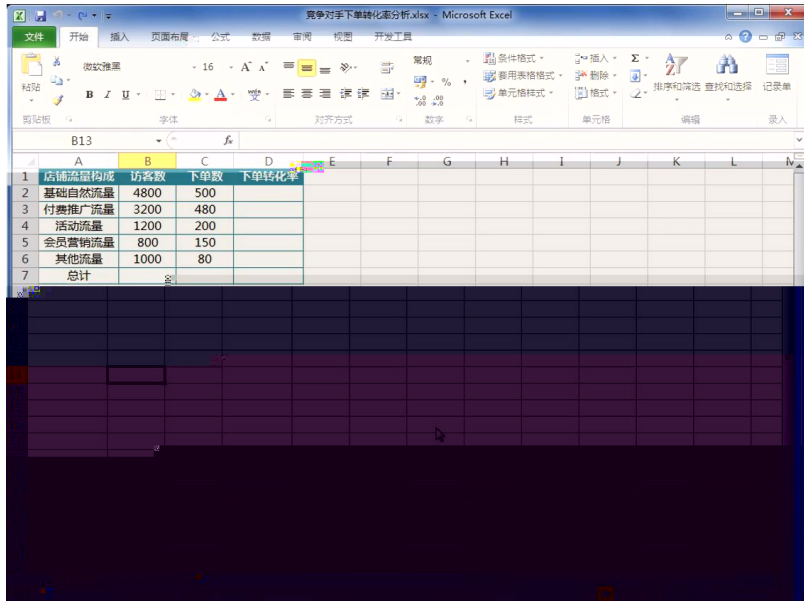 竞争对手下单转化率分析.xlsx - Microsoft Excel
文件 开始 插入 页面布局 公式 数据 审阅 视图 开发工具
粘贴 微软雅黑 16 常规 条件格式 插入 Σ
B I U % , 套用表格格式 删除 排序和筛选 查找和选择 记录单
单元格样式 格式
剪贴板 字体 对齐方式 数字 样式 单元格 编辑 录入
B13 fx
A B C D E F G H I J K L
1 店铺流量构成 访客数 下单数 下单转化率
2 基础自然流量 4800 500
3 付费推广流量 3200 480
4 活动流量 1200 200
5 会员营销流量 800 150
6 其他流量 1000 80
7 总计